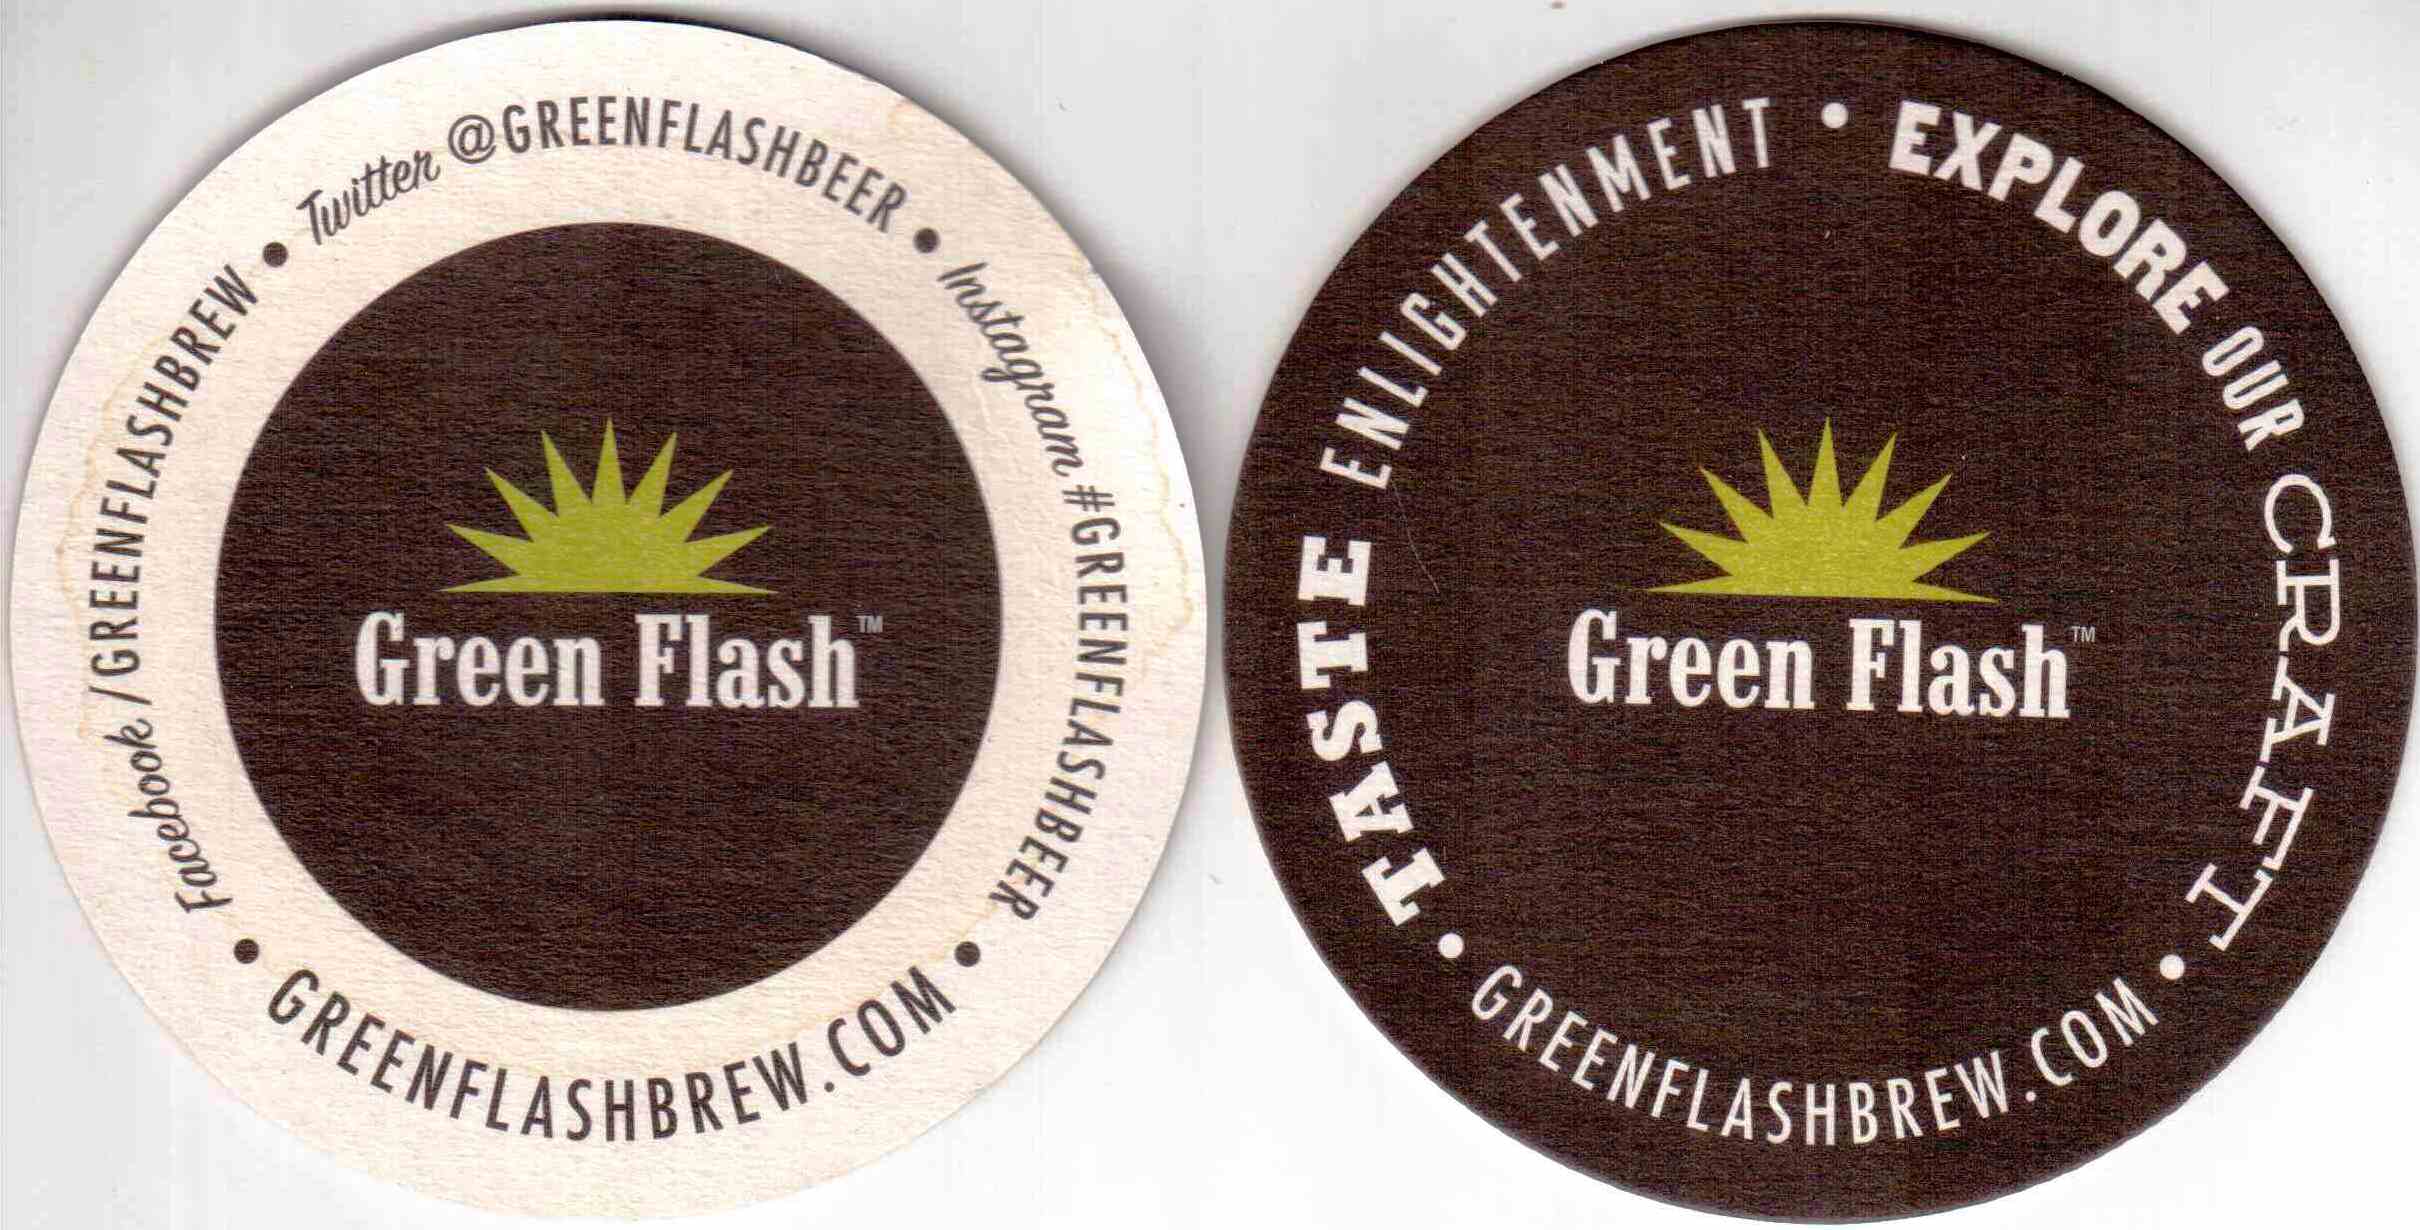 Facebook /GREENFLASHBREW • Twitter @GREENFLASHBEER • Instagram #GREENFLASHBEER •
GREENFLASHBREW.COM •
Green Flash™
TASTE ENLIGHTENMENT • EXPLORE OUR CRAFT •
GREENFLASHBREW.COM •
Green Flash™